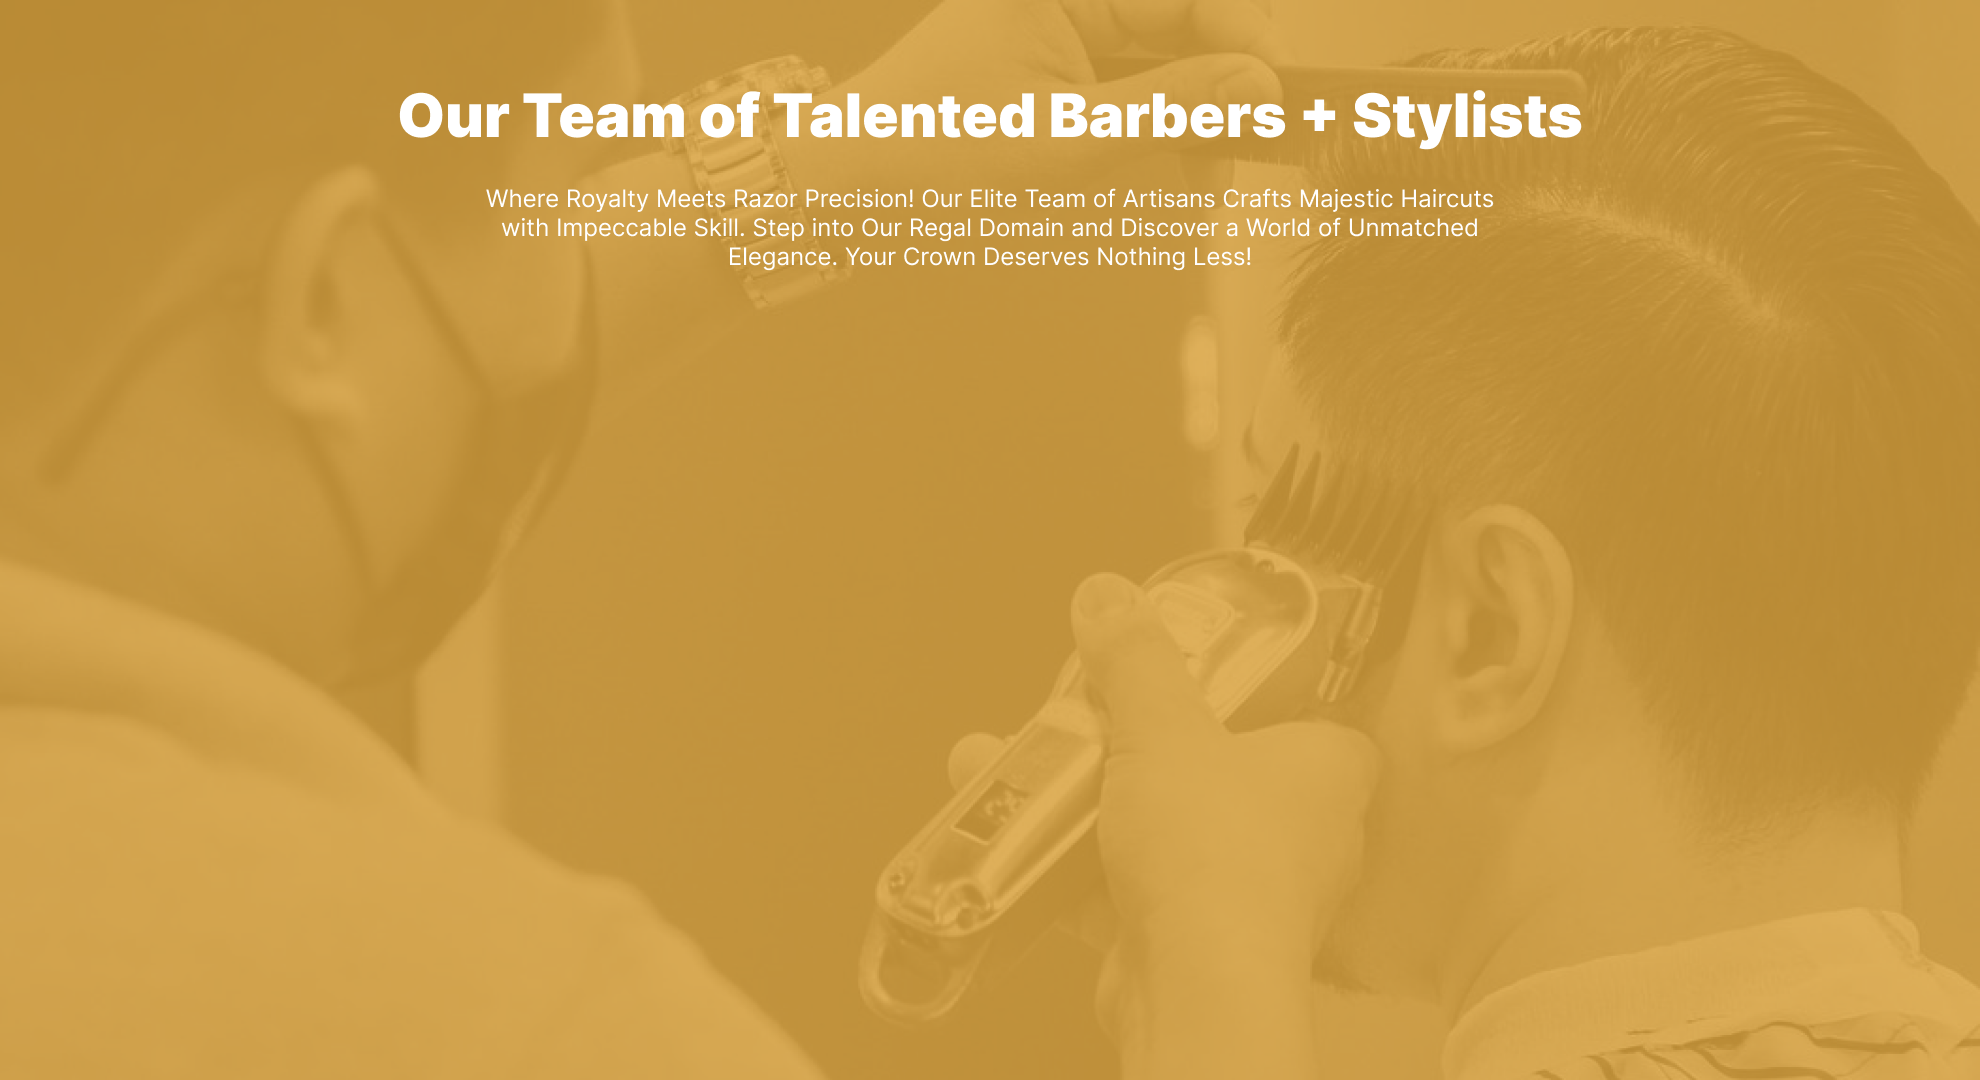 Our Team of Talented Barbers + Stylists
Where Royalty Meets Razor Precision! Our Elite Team of Artisans Crafts Majestic Haircuts
with Impeccable Skill. Step into Our Regal Domain and Discover a World of Unmatched
Elegance. Your Crown Deserves Nothing Less!